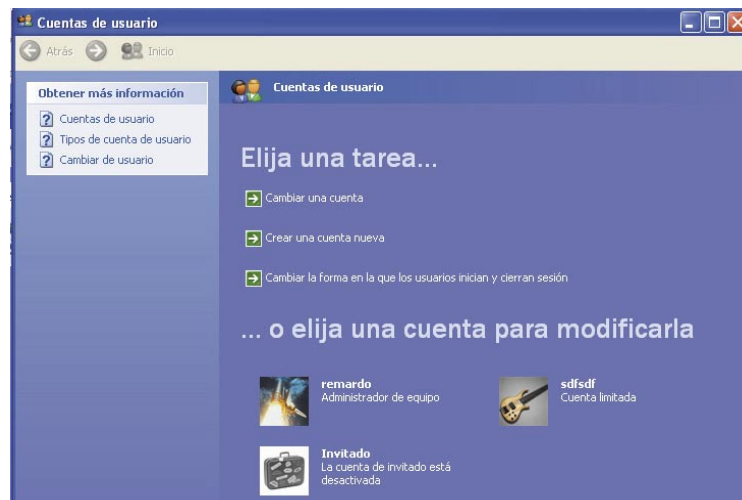 Cuentas de usuario
Atrás
Inicio
Obtener más información
Cuentas de usuario
Tipos de cuenta de usuario
Cambiar de usuario
Cuentas de usuario
Elija una tarea...
Cambiar una cuenta
Crear una cuenta nueva
Cambiar la forma en la que los usuarios inician y cierran sesión
... o elija una cuenta para modificarla
remardo
Administrador de equipo
sdfsdf
Cuenta limitada
Invitado
La cuenta de invitado está
desactivada